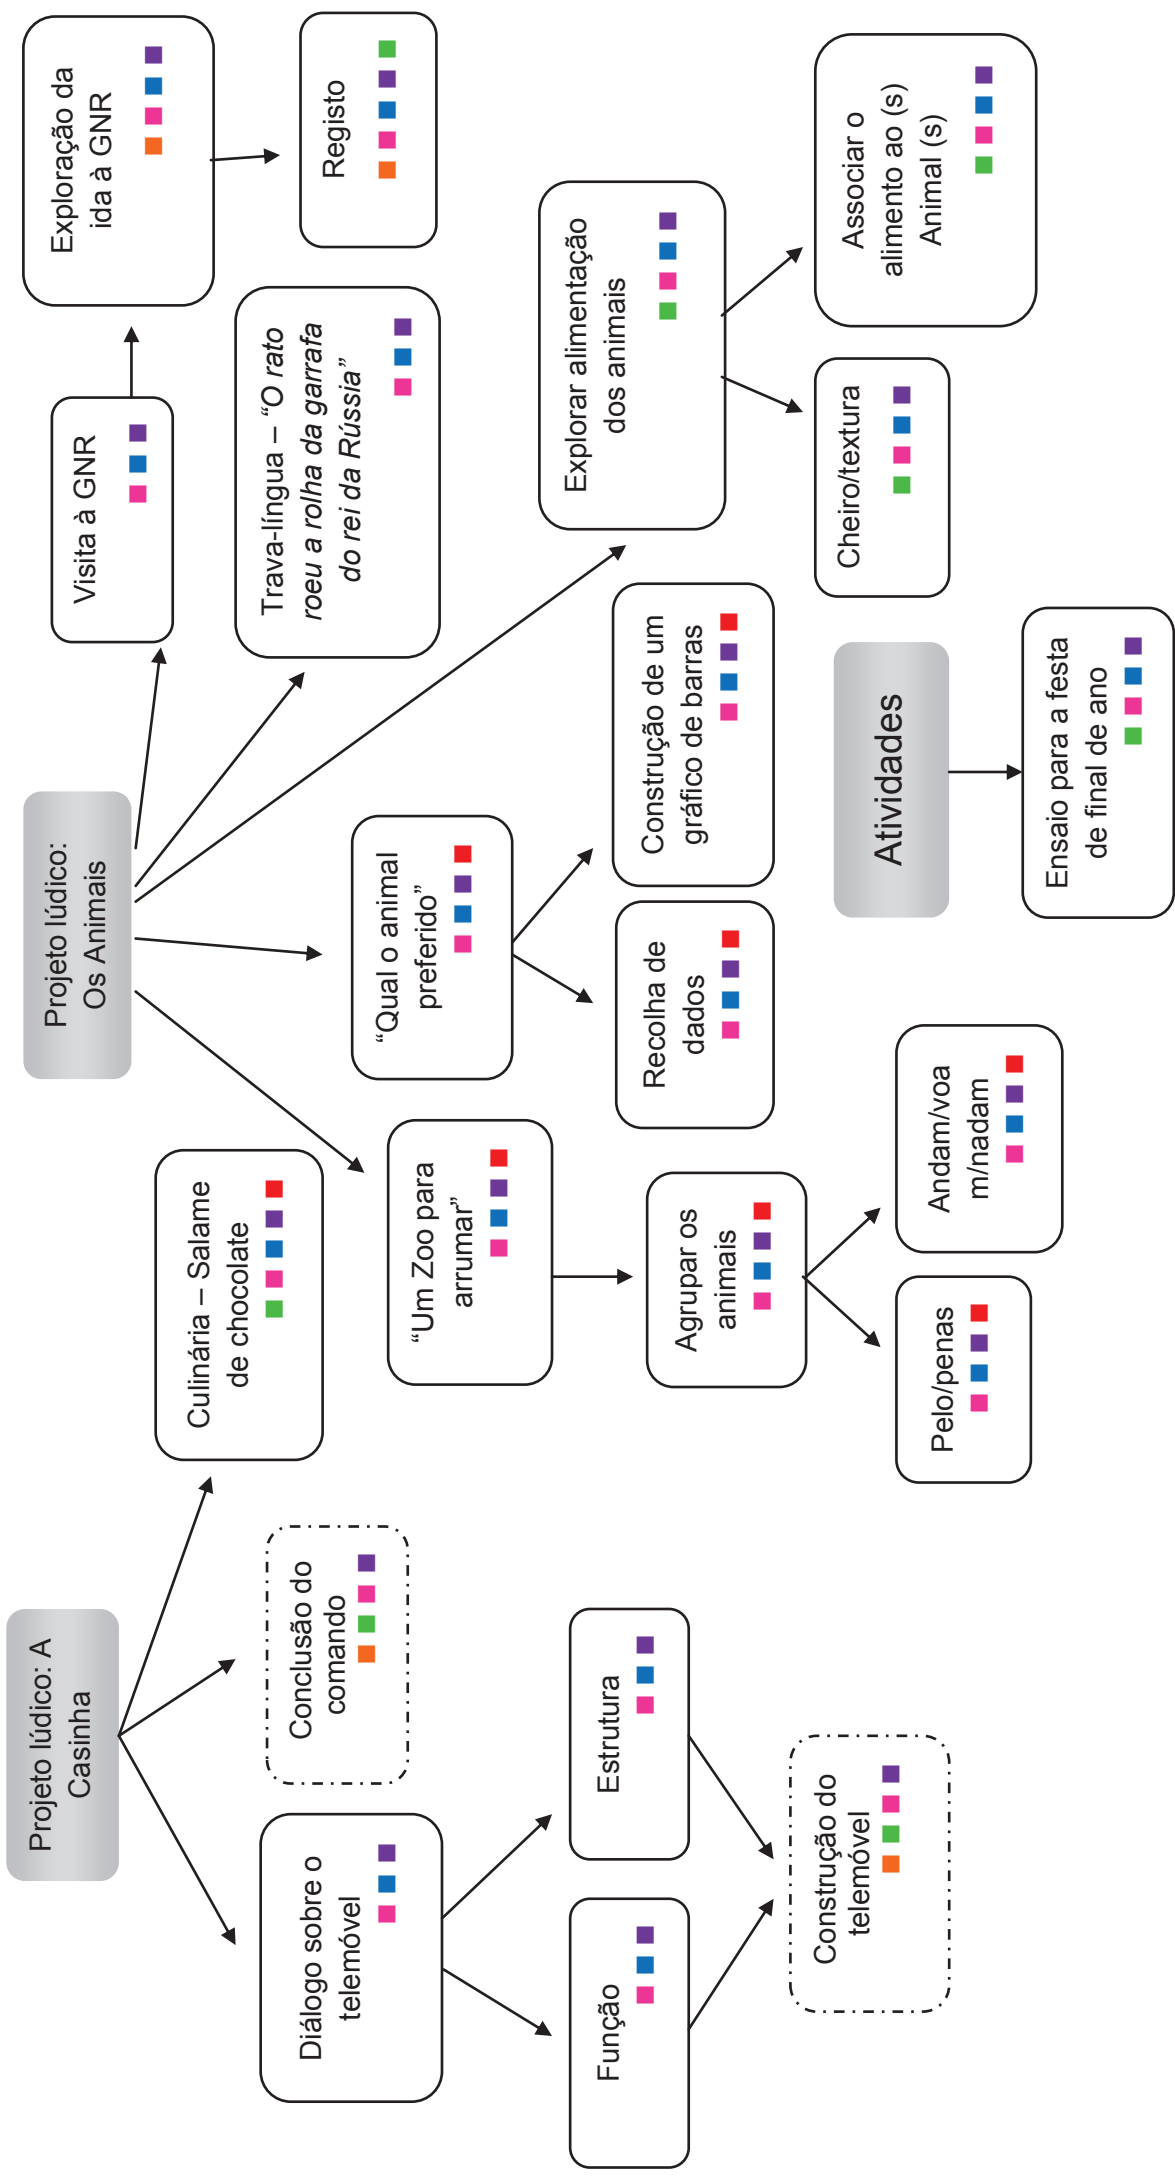 Projeto lúdico: A
Casinha
Diálogo sobre o
telemóvel
Conclusão do
comando
Culinária – Salame
de chocolate
Função
Estrutura
Construção do
telemóvel
Projeto lúdico:
Os Animais
“Um Zoo para
arrumar”
Agrupar os
animais
Pelo/penas
Andam/voa
m/nadam
“Qual o animal
preferido”
Recolha de
dados
Construção de um
gráfico de barras
Visita à GNR
Exploração da
ida à GNR
Registo
Trava-língua – “O rato
roeu a rolha da garrafa
do rei da Rússia”
Explorar alimentação
dos animais
Cheiro/textura
Associar o
alimento ao (s)
Animal (s)
Atividades
Ensaio para a festa
de final de ano